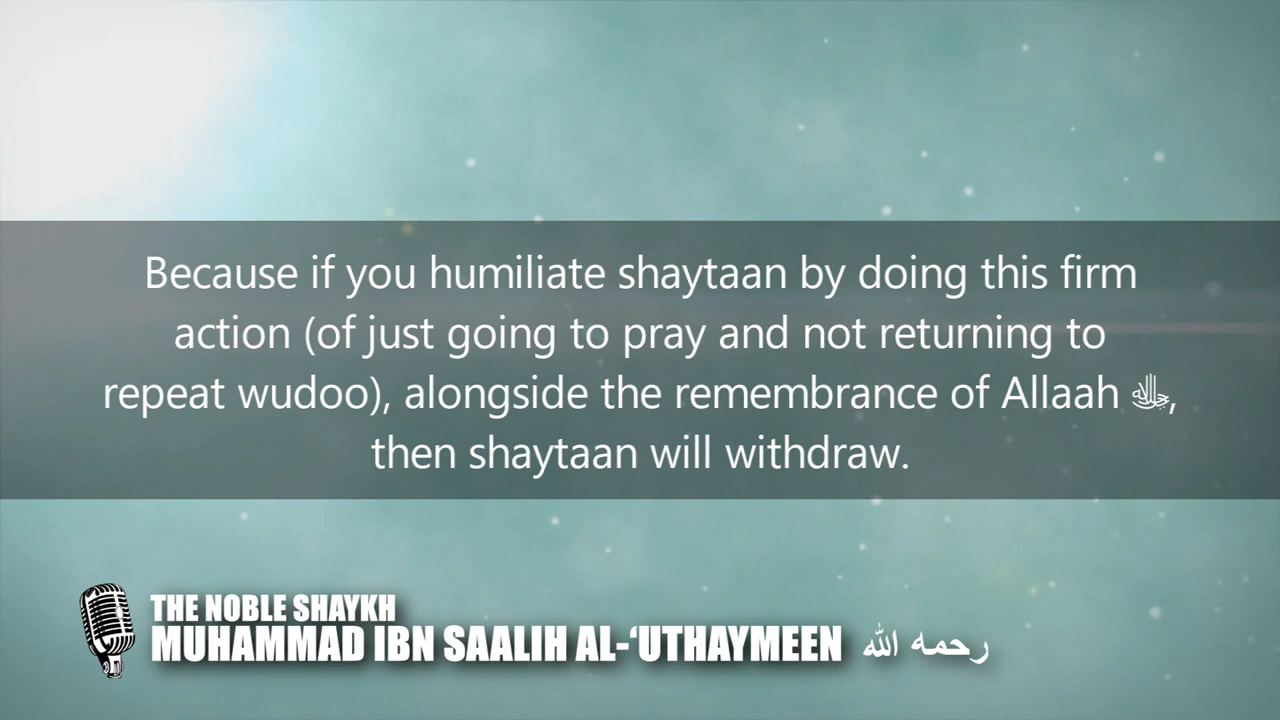 Because if you humiliate shaytaan by doing this firm
action (of just going to pray and not returning to
repeat wudoo), alongside the remembrance of Allaah ﷻ,
then shaytaan will withdraw.
THE NOBLE SHAYKH
MUHAMMAD IBN SAALIH AL-‘UTHAYMEEN رحمه الله